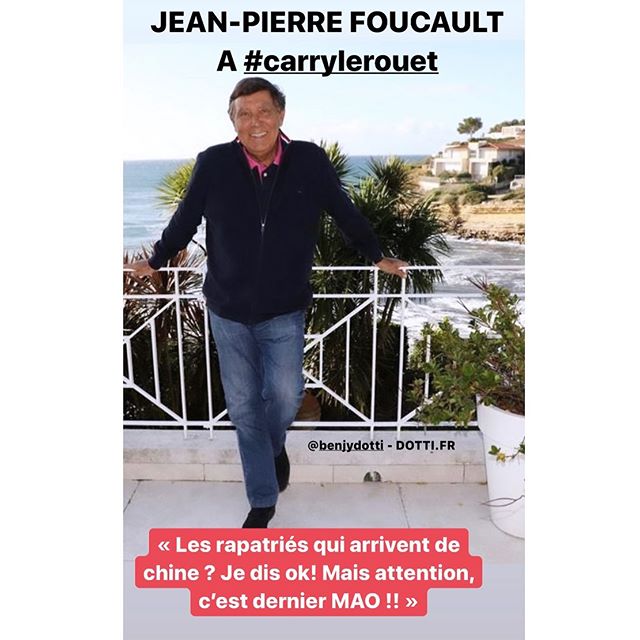 JEAN-PIERRE FOUCAULT
A #carrylerouet
@benjydotti - DOTTI.FR
« Les rapatriés qui arrivent de
chine ? Je dis ok! Mais attention,
c'est dernier MAO !! »